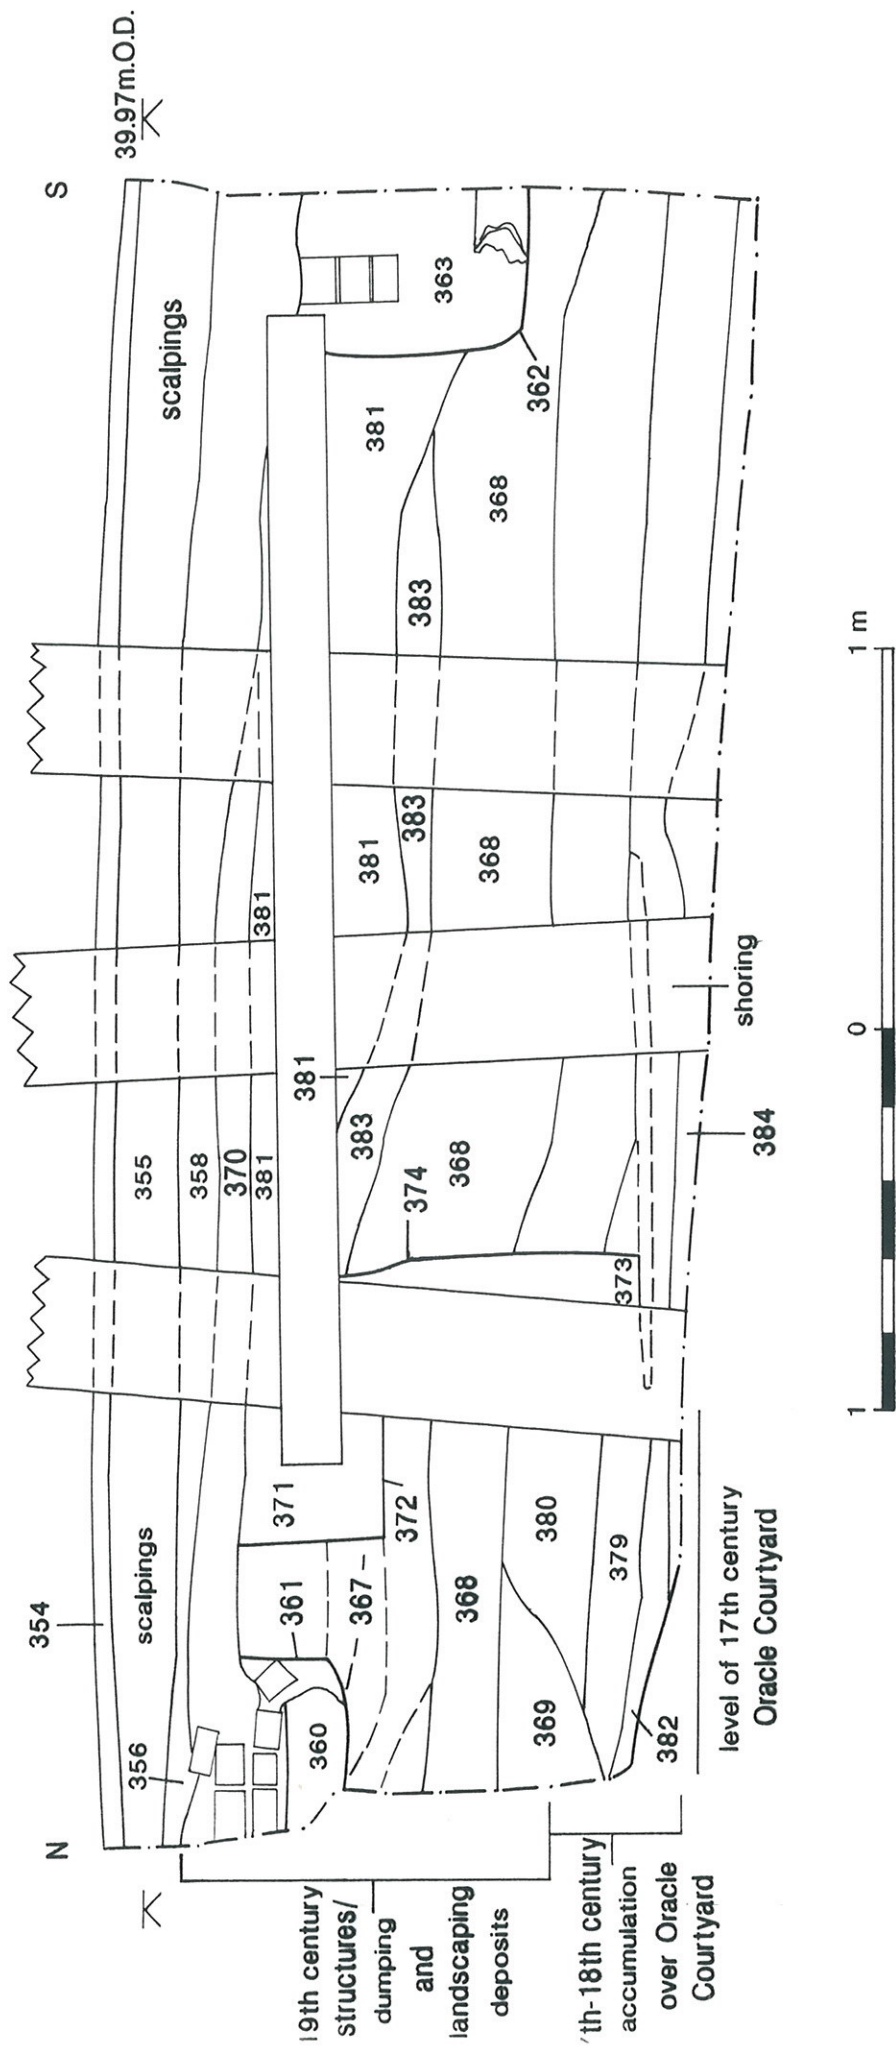 N
S
354
39.97m.O.D.
356
scalpings
355
scalpings
358
370
381
381
361
371
381
360
367
383
381
381
372
374
383
383
363
368
368
368
368
362
369
380
379
373
382
384
shoring
19th century
structures/
dumping
and
landscaping
deposits
'th-18th century
accumulation
over Oracle
Courtyard
level of 17th century
Oracle Courtyard
1
0
1 m